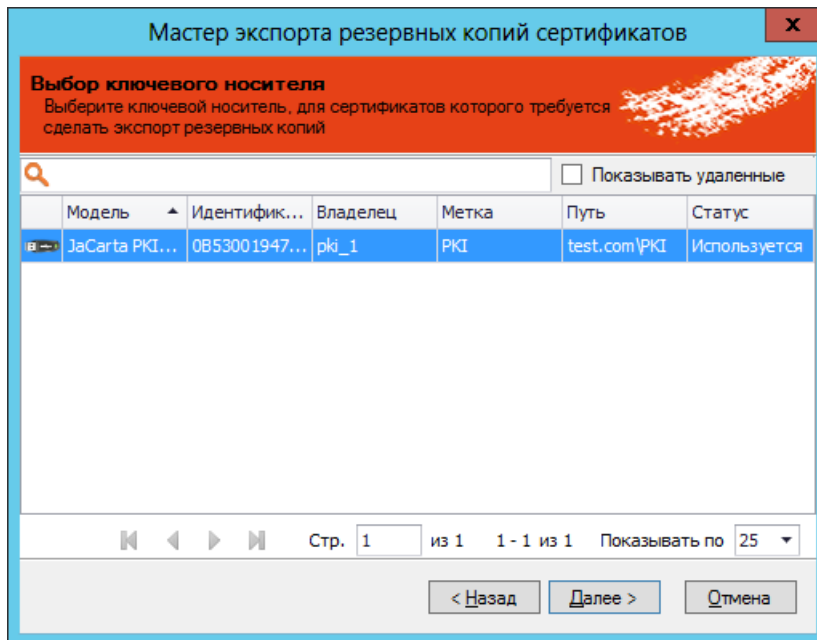 Мастер экспорта резервных копий сертификатов
x
Выбор ключевого носителя
Выберите ключевой носитель, для сертификатов которого требуется
сделать экспорт резервных копий
Показывать удаленные
Модель Идентифик... Владелец Метка Путь Статус
JaCarta PKI... 0B53001947... pki_1 PKI test.com\PKI Используется
Стр. 1 из 1 1 - 1 из 1 Показывать по 25
< Назад Далее > Отмена